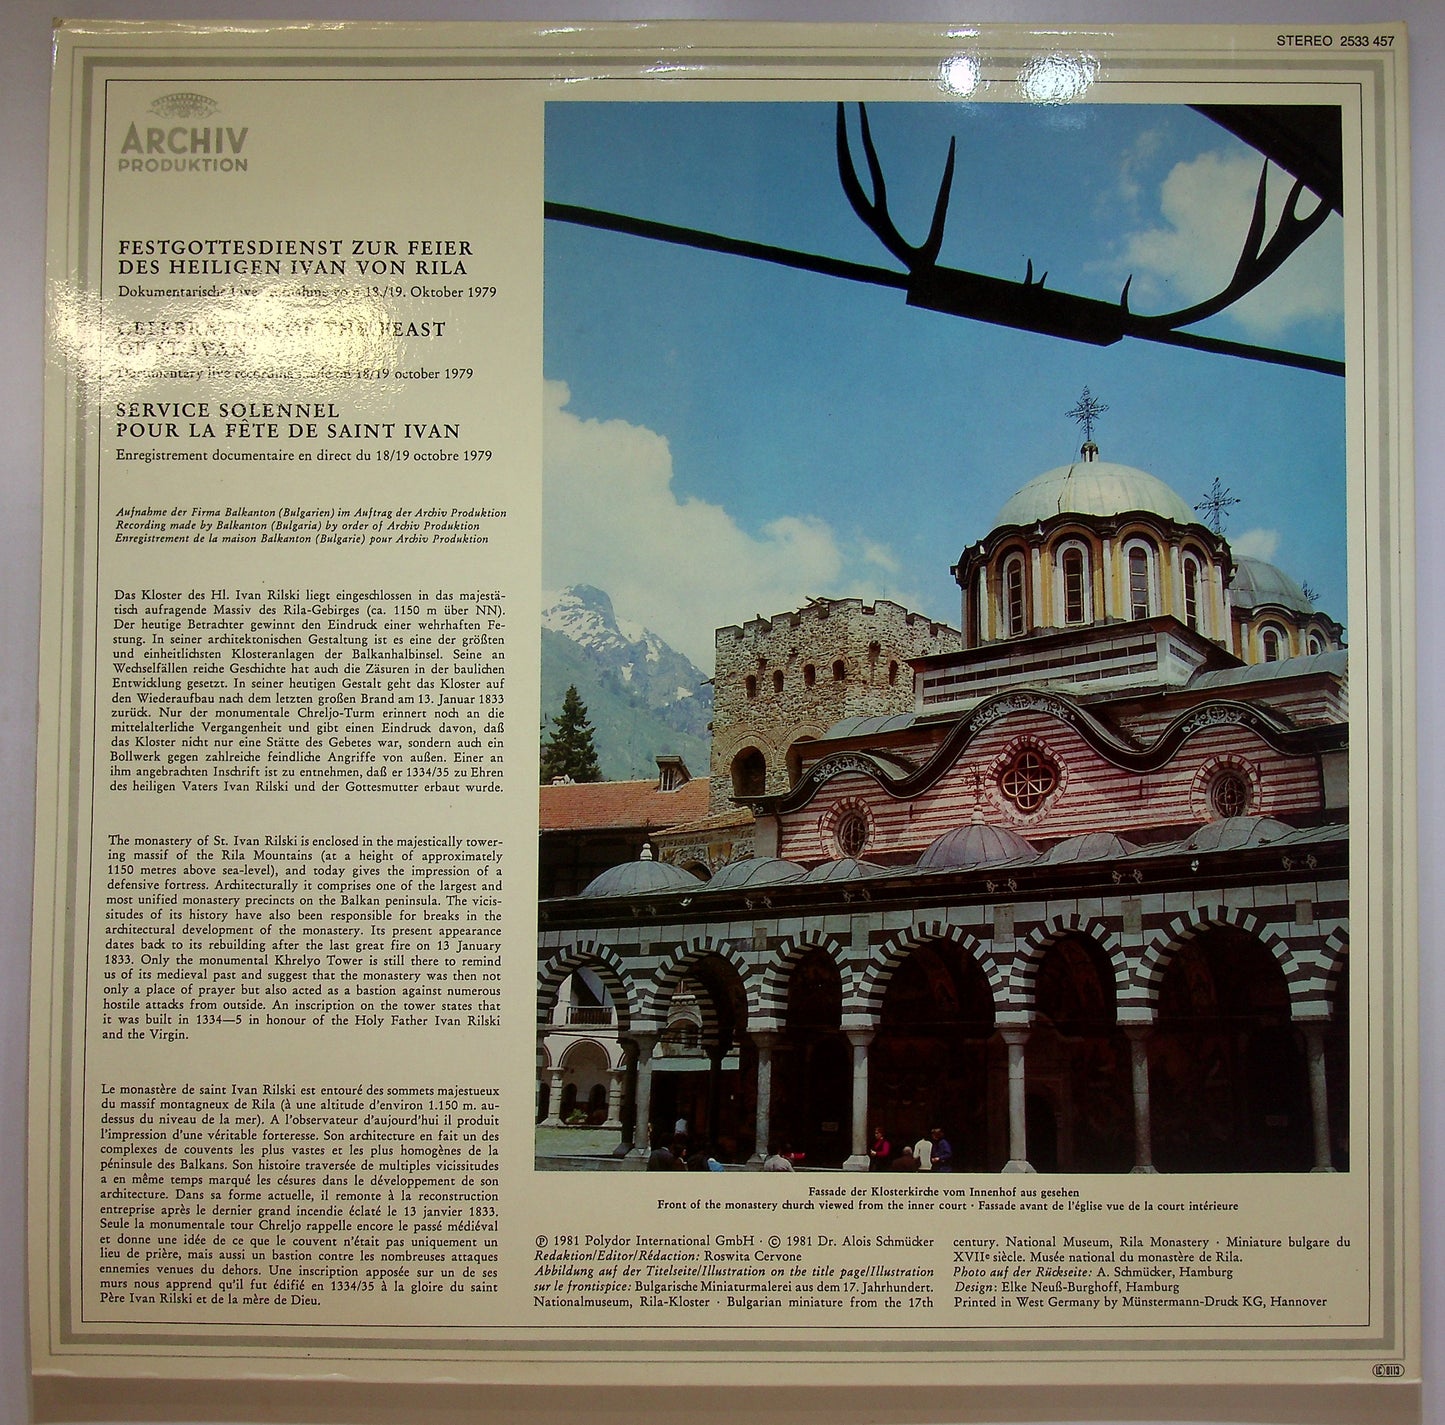 STEREO 2533 457
ARCHIV
PRODUKTION
FESTGOTTESDIENST ZUR FEIER
DES HEILIGEN IVAN VON RILA
Dokumentarische Live-Aufnahme vom 18./19. Oktober 1979
CELEBRATION OF THE FEAST
OF ST. IVAN
Documentary live recording made on 18/19 october 1979
SERVICE SOLENNEL
POUR LA FÊTE DE SAINT IVAN
Enregistrement documentaire en direct du 18/19 octobre 1979
Aufnahme der Firma Balkanton (Bulgarien) im Auftrag der Archiv Produktion
Recording made by Balkanton (Bulgaria) by order of Archiv Produktion
Enregistrement de la maison Balkanton (Bulgarie) pour Archiv Produktion
Das Kloster des Hl. Ivan Rilski liegt eingeschlossen in das majestä-
tisch aufragende Massiv des Rila-Gebirges (ca. 1150 m über NN).
Der heutige Betrachter gewinnt den Eindruck einer wehrhaften Fe-
stung. In seiner architektonischen Gestaltung ist es eine der größten
und einheitlichsten Klosteranlagen der Balkanhalbinsel. Seine an
Wechselfällen reiche Geschichte hat auch die Zäsuren in der baulichen
Entwicklung gesetzt. In seiner heutigen Gestalt geht das Kloster auf
den Wiederaufbau nach dem letzten großen Brand am 13. Januar 1833
zurück. Nur der monumentale Chreljo-Turm erinnert noch an die
mittelalterliche Vergangenheit und gibt einen Eindruck davon, daß
das Kloster nicht nur eine Stätte des Gebetes war, sondern auch ein
Bollwerk gegen zahlreiche feindliche Angriffe von außen. Einer an
ihm angebrachten Inschrift ist zu entnehmen, daß er 1334/35 zu Ehren
des heiligen Vaters Ivan Rilski und der Gottesmutter erbaut wurde.
The monastery of St. Ivan Rilski is enclosed in the majestically tower-
ing massif of the Rila Mountains (at a height of approximately
1150 metres above sea-level), and today gives the impression of a
defensive fortress. Architecturally it comprises one of the largest and
most unified monastery precincts on the Balkan peninsula. The vicis-
situdes of its history have also been responsible for breaks in the
architectural development of the monastery. Its present appearance
dates back to its rebuilding after the last great fire on 13 January
1833. Only the monumental Khrelyo Tower is still there to remind
us of its medieval past and suggest that the monastery was then not
only a place of prayer but also acted as a bastion against numerous
hostile attacks from outside. An inscription on the tower states that
it was built in 1334—5 in honour of the Holy Father Ivan Rilski
and the Virgin.
Le monastère de saint Ivan Rilski est entouré des sommets majestueux
du massif montagneux de Rila (à une altitude d'environ 1.150 m. au-
dessus du niveau de la mer). A l'observateur d'aujourd'hui il produit
l'impression d'une véritable forteresse. Son architecture en fait un des
complexes de couvents les plus vastes et les plus homogènes de la
péninsule des Balkans. Son histoire traversée de multiples vicissitudes
a en même temps marqué les césures dans le développement de son
architecture. Dans sa forme actuelle, il remonte à la reconstruction
entreprise après le dernier grand incendie éclaté le 13 janvier 1833.
Seule la monumentale tour Chreljo rappelle encore le passé médiéval
et donne une idée de ce que le couvent n'était pas uniquement un
lieu de prière, mais aussi un bastion contre les nombreuses attaques
ennemies venues du dehors. Une inscription apposée sur un de ses
murs nous apprend qu'il fut édifié en 1334/35 à la gloire du saint
Père Ivan Rilski et de la mère de Dieu.
Fassade der Klosterkirche vom Innenhof aus gesehen
Front of the monastery church viewed from the inner court · Fassade avant de l'église vue de la court intérieure
℗ 1981 Polydor International GmbH · © 1981 Dr. Alois Schmücker
Redaktion/Editor/Rédaction: Roswita Cervone
Abbildung auf der Titelseite/Illustration on the title page/Illustration
sur le frontispice: Bulgarische Miniaturmalerei aus dem 17. Jahrhundert.
Nationalmuseum, Rila-Kloster · Bulgarian miniature from the 17th
century. National Museum, Rila Monastery · Miniature bulgare du
XVIIe siècle. Musée national du monastère de Rila.
Photo auf der Rückseite: A. Schmücker, Hamburg
Design: Elke Neuß-Burghoff, Hamburg
Printed in West Germany by Münstermann-Druck KG, Hannover
LC 0113